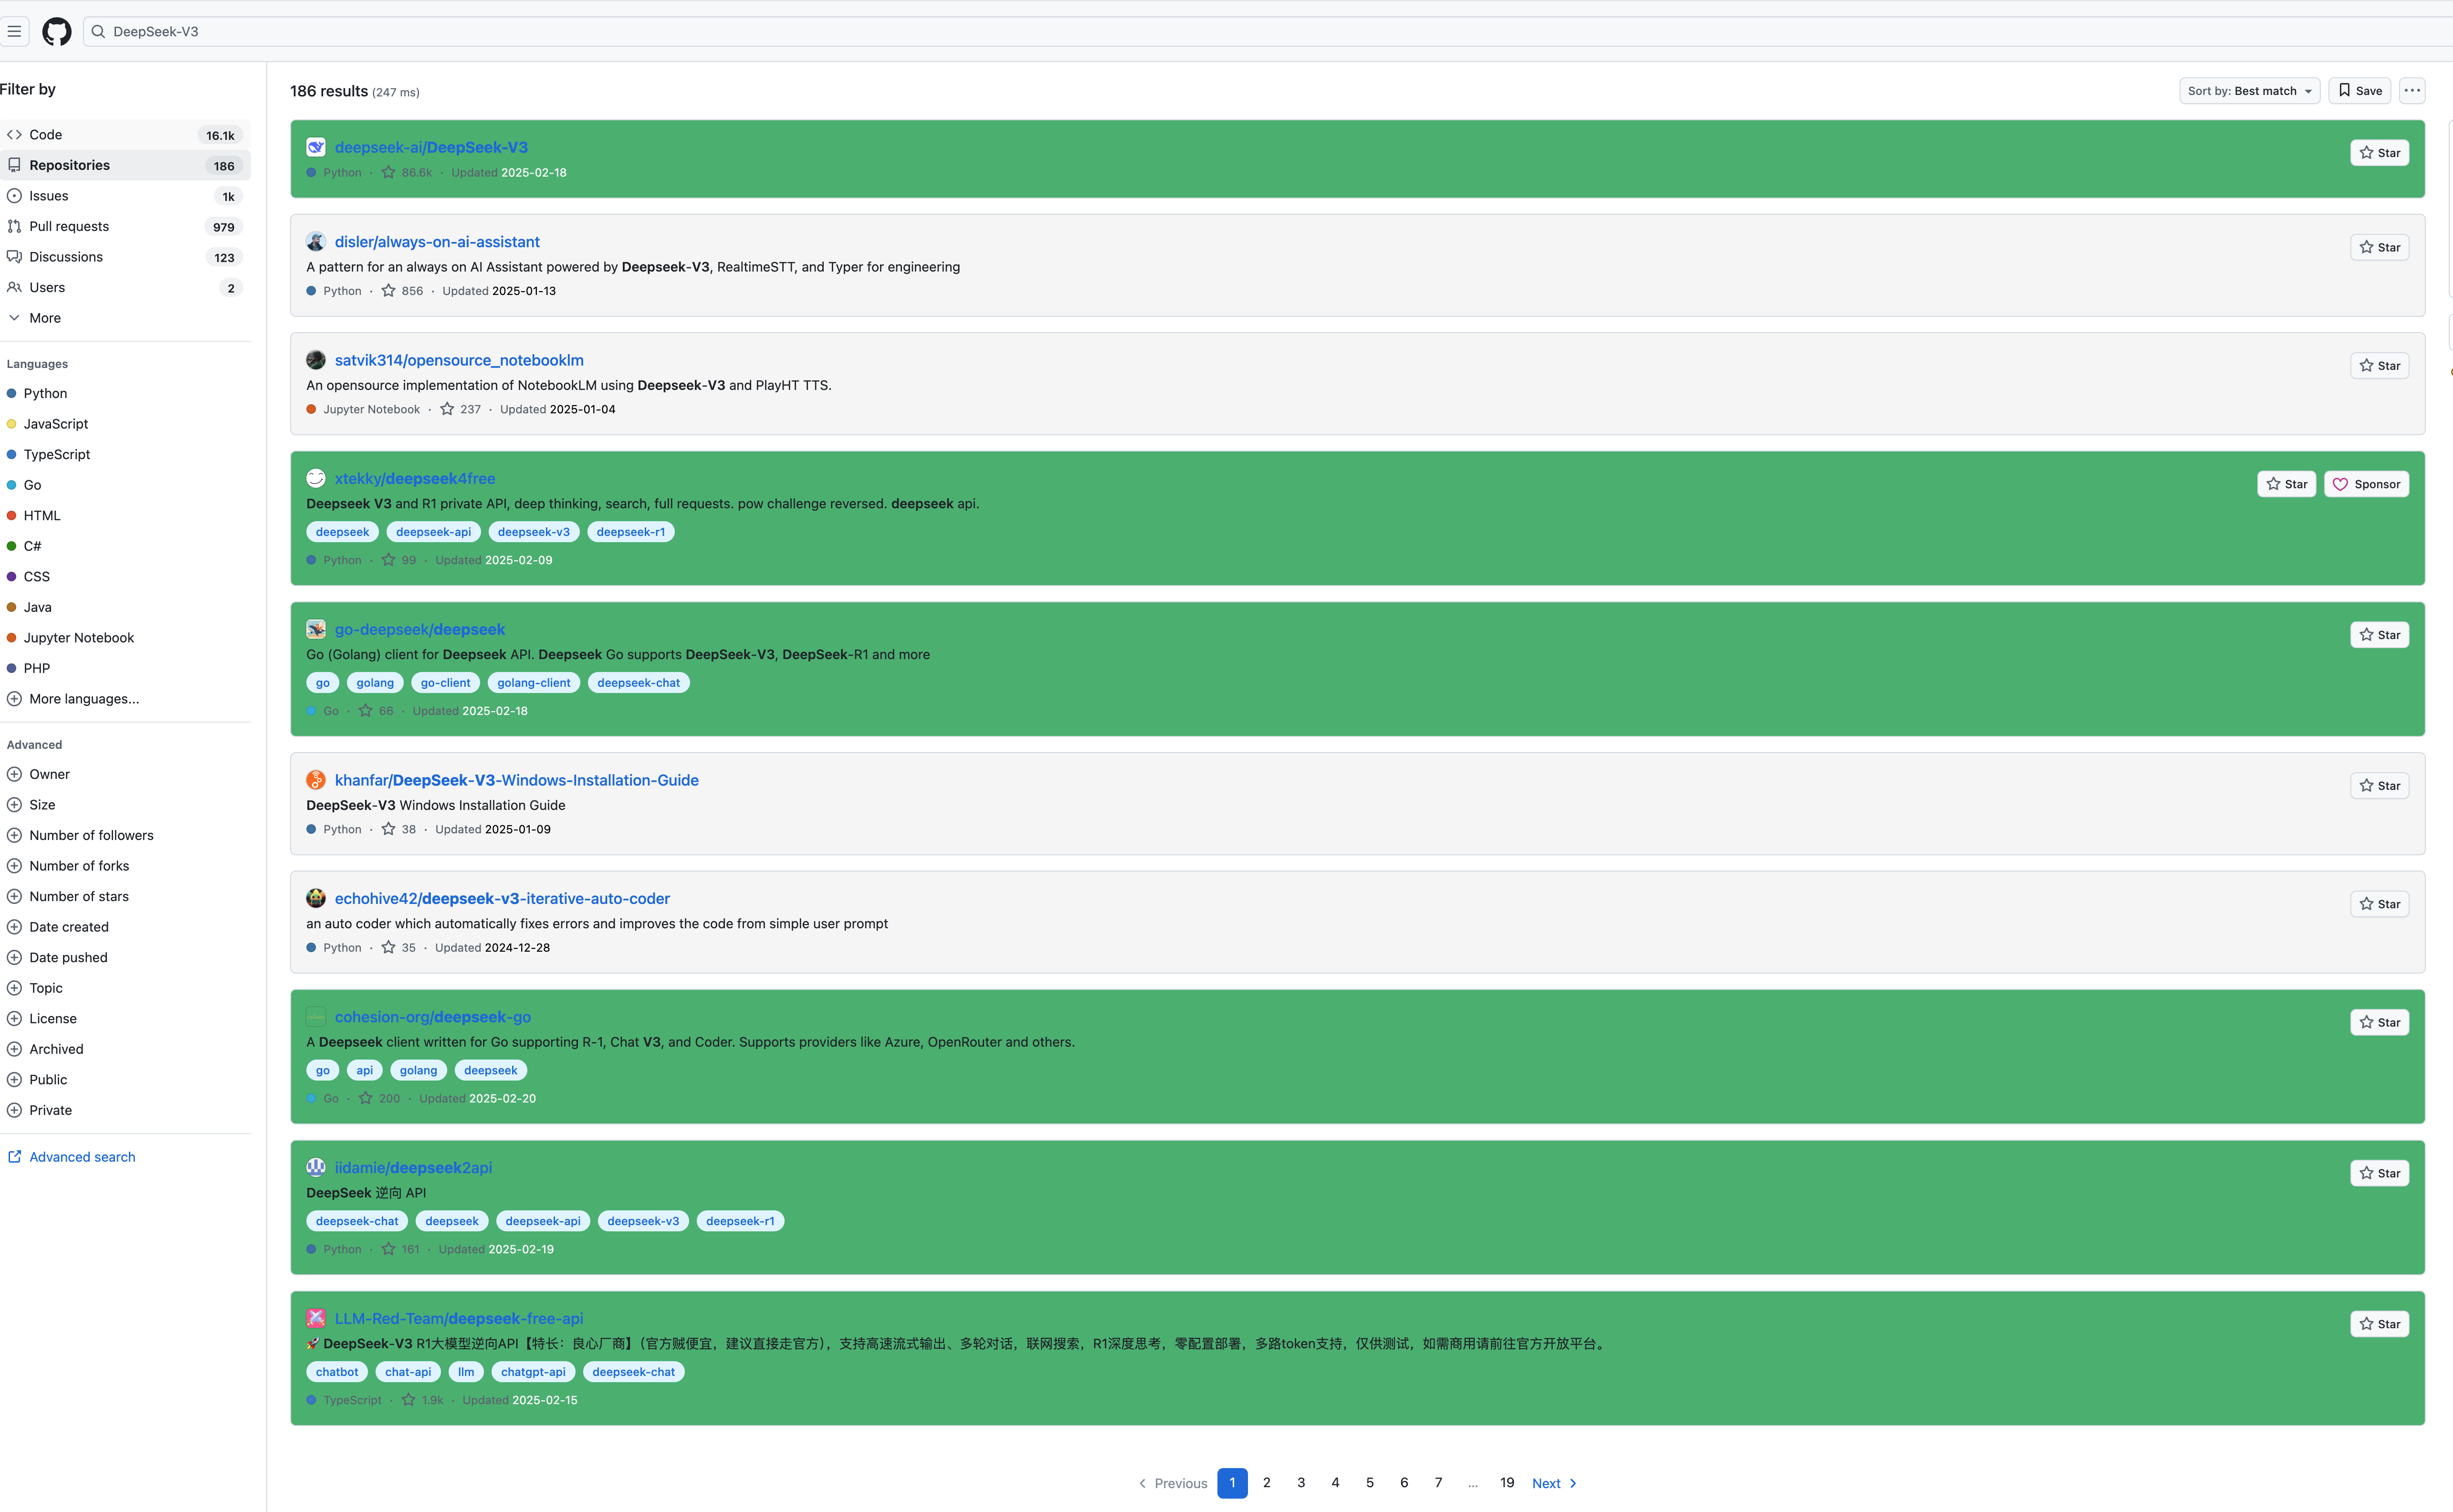 DeepSeek-V3
Filter by
Code 16.1k
Repositories 186
Issues 1k
Pull requests 979
Discussions 123
Users 2
More
Languages
Python
JavaScript
TypeScript
Go
HTML
C#
CSS
Java
Jupyter Notebook
PHP
More languages...
Advanced
Owner
Size
Number of followers
Number of forks
Number of stars
Date created
Date pushed
Topic
License
Archived
Public
Private
Advanced search
186 results (247 ms)
Sort by: Best match
Save
deepseek-ai/DeepSeek-V3
Star
Python · 86.6k · Updated 2025-02-18
disler/always-on-ai-assistant
Star
A pattern for an always on AI Assistant powered by Deepseek-V3, RealtimeSTT, and Typer for engineering
Python · 856 · Updated 2025-01-13
satvik314/opensource_notebooklm
Star
An opensource implementation of NotebookLM using Deepseek-V3 and PlayHT TTS.
Jupyter Notebook · 237 · Updated 2025-01-04
xtekky/deepseek4free
Star Sponsor
Deepseek V3 and R1 private API, deep thinking, search, full requests. pow challenge reversed. deepseek api.
deepseek deepseek-api deepseek-v3 deepseek-r1
Python · 99 · Updated 2025-02-09
go-deepseek/deepseek
Star
Go (Golang) client for Deepseek API. Deepseek Go supports DeepSeek-V3, DeepSeek-R1 and more
go golang go-client golang-client deepseek-chat
Go · 66 · Updated 2025-02-18
khanfar/DeepSeek-V3-Windows-Installation-Guide
Star
DeepSeek-V3 Windows Installation Guide
Python · 38 · Updated 2025-01-09
echohive42/deepseek-v3-iterative-auto-coder
Star
an auto coder which automatically fixes errors and improves the code from simple user prompt
Python · 35 · Updated 2024-12-28
cohesion-org/deepseek-go
Star
A Deepseek client written for Go supporting R-1, Chat V3, and Coder. Supports providers like Azure, OpenRouter and others.
go api golang deepseek
Go · 200 · Updated 2025-02-20
iidamie/deepseek2api
Star
DeepSeek 逆向 API
deepseek-chat deepseek deepseek-api deepseek-v3 deepseek-r1
Python · 161 · Updated 2025-02-19
LLM-Red-Team/deepseek-free-api
Star
🚀 DeepSeek-V3 R1大模型逆向API【特长：良心厂商】（官方贼便宜，建议直接走官方），支持高速流式输出、多轮对话，联网搜索，R1深度思考，零配置部署，多路token支持，仅供测试，如需商用请前往官方开放平台。
chatbot chat-api llm chatgpt-api deepseek-chat
TypeScript · 1.9k · Updated 2025-02-15
Previous 1 2 3 4 5 6 7 … 19 Next